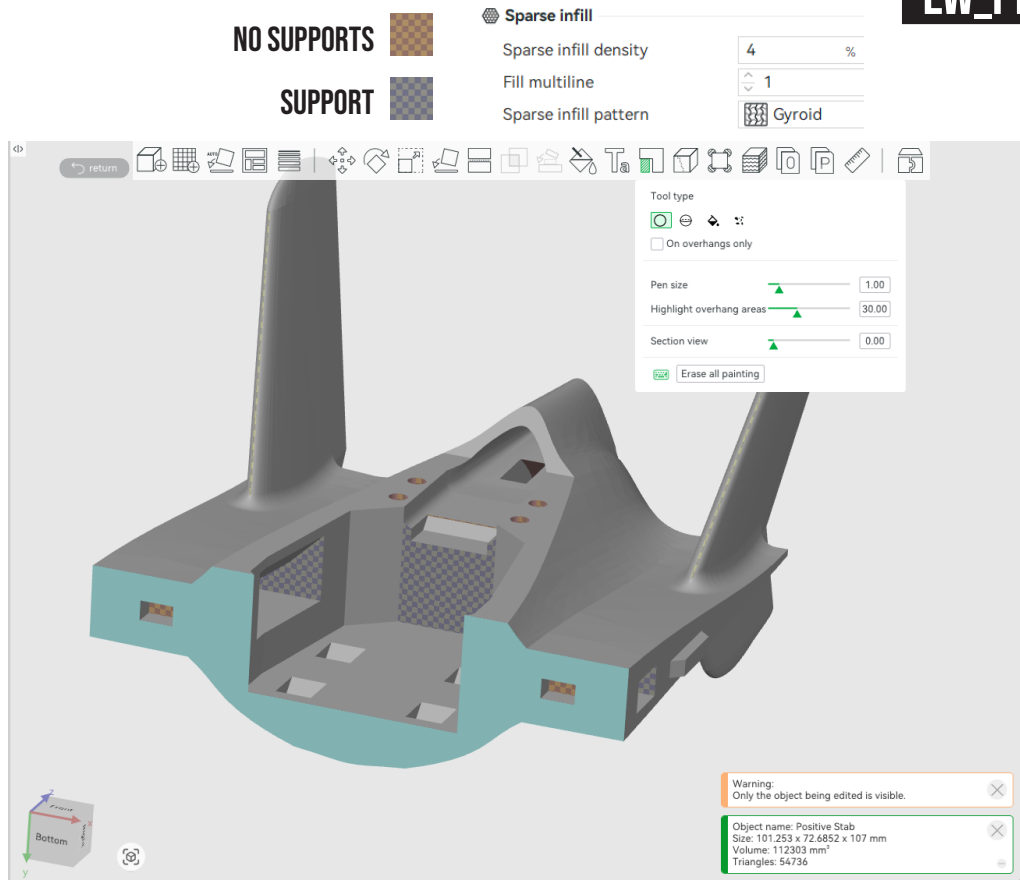 NO SUPPORTS
SUPPORT
Sparse infill
Sparse infill density
4 %
Fill multiline
1
Sparse infill pattern
Gyroid
return
Tool type
On overhangs only
Pen size
1.00
Highlight overhang areas
30.00
Section view
0.00
Erase all painting
Warning:
Only the object being edited is visible.
Object name: Positive Stab
Size: 101.253 x 72.6852 x 107 mm
Volume: 112303 mm³
Triangles: 54736
Front
Bottom
z
x
y